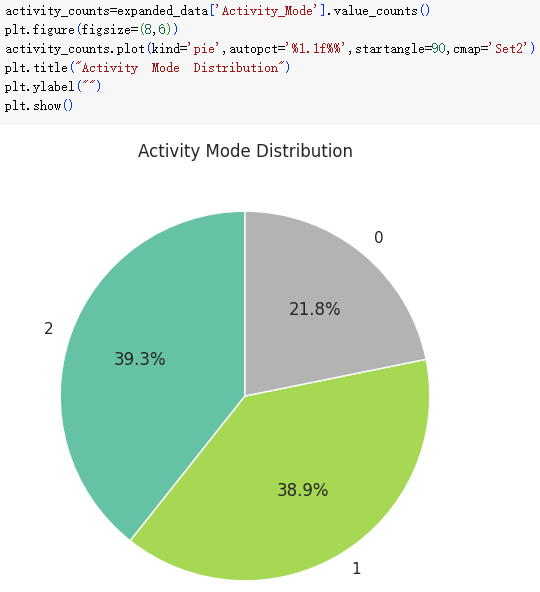 activity_counts=expanded_data['Activity_Mode'].value_counts()
plt.figure(figsize=(8,6))
activity_counts.plot(kind='pie',autopct='%1.1f%%',startangle=90,cmap='Set2')
plt.title("Activity Mode Distribution")
plt.ylabel("")
plt.show()
Activity Mode Distribution
0
21.8%
2
39.3%
38.9%
1